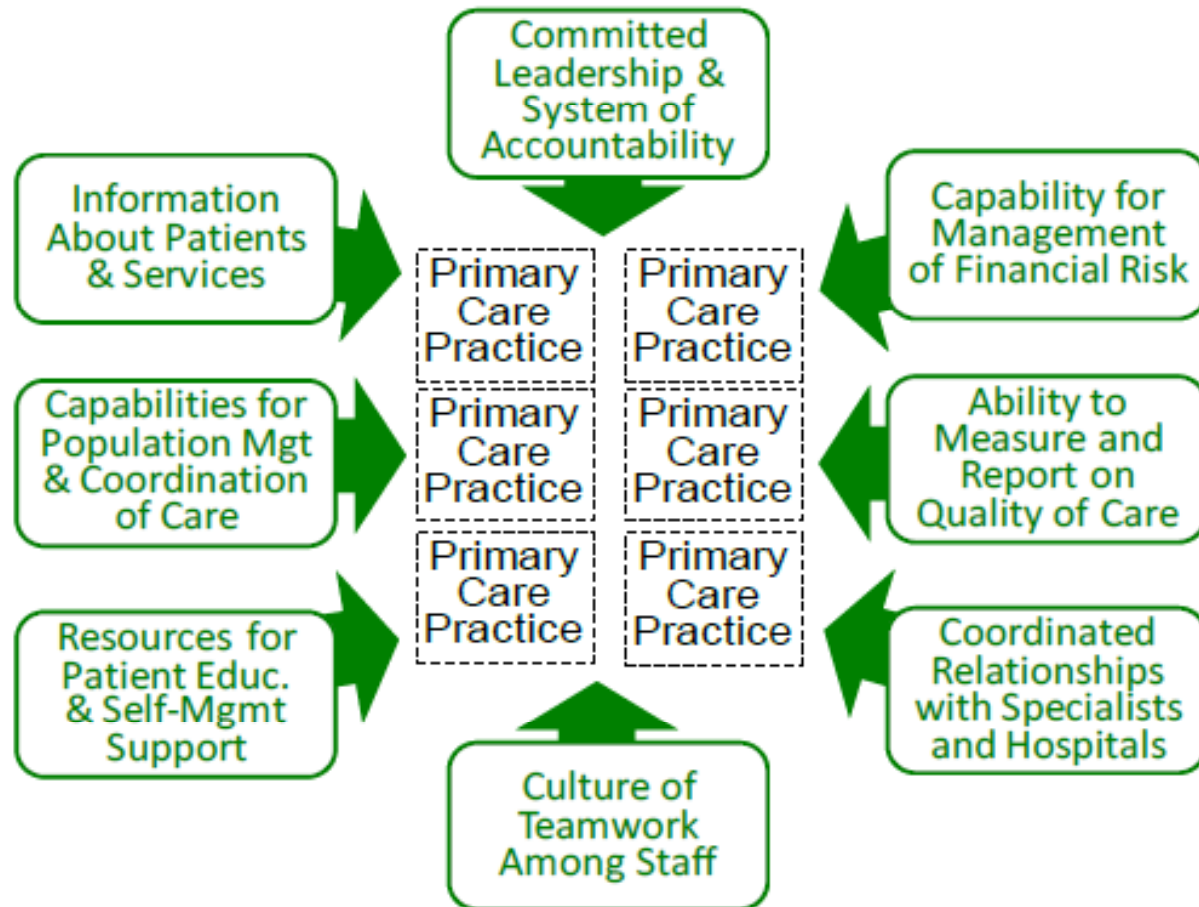 Committed
Leadership &
System of
Accountability
Information
About Patients
& Services
Capability for
Management
of Financial Risk
Primary
Care
Practice
Primary
Care
Practice
Capabilities for
Population Mgt
& Coordination
of Care
Primary
Care
Practice
Primary
Care
Practice
Ability to
Measure and
Report on
Quality of Care
Resources for
Patient Educ.
& Self-Mgmt
Support
Primary
Care
Practice
Primary
Care
Practice
Coordinated
Relationships
with Specialists
and Hospitals
Culture of
Teamwork
Among Staff